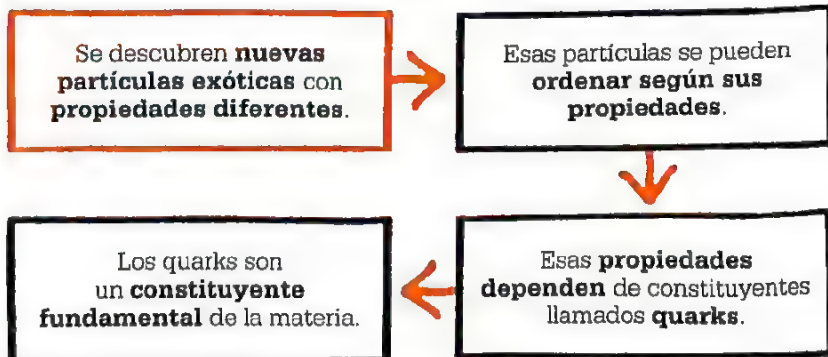 Se descubren nuevas
partículas exóticas con
propiedades diferentes.
Esas partículas se pueden
ordenar según sus
propiedades.
Esas propiedades
dependen de constituyentes
llamados quarks.
Los quarks son
un constituyente
fundamental de la materia.